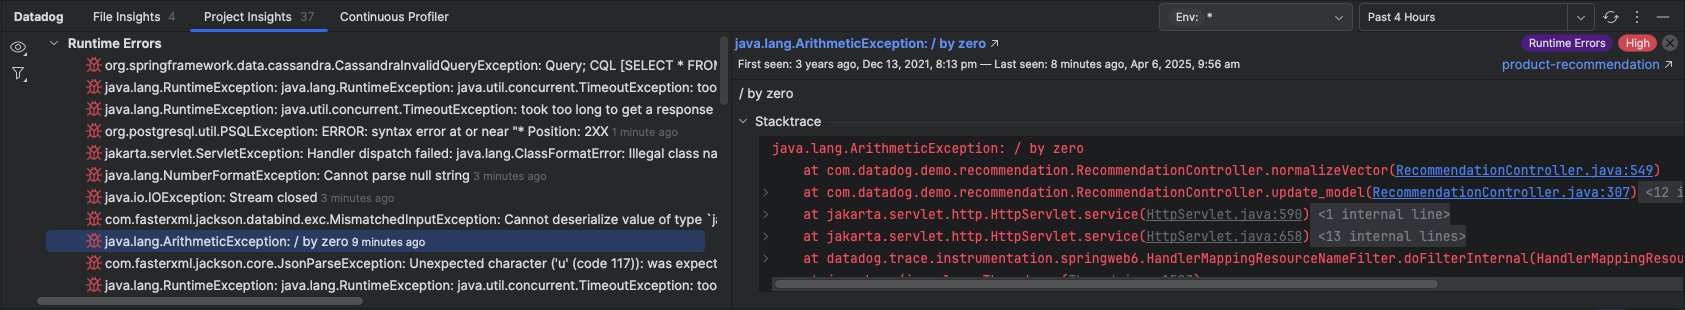 Datadog File Insights 4 Project Insights 37 Continuous Profiler Env: * Past 4 Hours
Runtime Errors
org.springframework.data.cassandra.CassandraInvalidQueryException: Query; CQL [SELECT * FROM
java.lang.RuntimeException: java.lang.RuntimeException: java.util.concurrent.TimeoutException: too
java.lang.RuntimeException: java.util.concurrent.TimeoutException: took too long to get a response
org.postgresql.util.PSQLException: ERROR: syntax error at or near "* Position: 2XX 1 minute ago
jakarta.servlet.ServletException: Handler dispatch failed: java.lang.ClassFormatError: Illegal class na
java.lang.NumberFormatException: Cannot parse null string 3 minutes ago
java.io.IOException: Stream closed 3 minutes ago
com.fasterxml.jackson.databind.exc.MismatchedInputException: Cannot deserialize value of type `ja
java.lang.ArithmeticException: / by zero 9 minutes ago
com.fasterxml.jackson.core.JsonParseException: Unexpected character ('u' (code 117)): was expect
java.lang.RuntimeException: java.lang.RuntimeException: java.util.concurrent.TimeoutException: too
java.lang.ArithmeticException: / by zero ↗ Runtime Errors High
First seen: 3 years ago, Dec 13, 2021, 8:13 pm — Last seen: 8 minutes ago, Apr 6, 2025, 9:56 am product-recommendation ↗
/ by zero
Stacktrace
java.lang.ArithmeticException: / by zero
at com.datadog.demo.recommendation.RecommendationController.normalizeVector(RecommendationController.java:549)
at com.datadog.demo.recommendation.RecommendationController.update_model(RecommendationController.java:307) <12 i
at jakarta.servlet.http.HttpServlet.service(HttpServlet.java:590) <1 internal line>
at jakarta.servlet.http.HttpServlet.service(HttpServlet.java:658) <13 internal lines>
at datadog.trace.instrumentation.springweb6.HandlerMappingResourceNameFilter.doFilterInternal(HandlerMappingResou